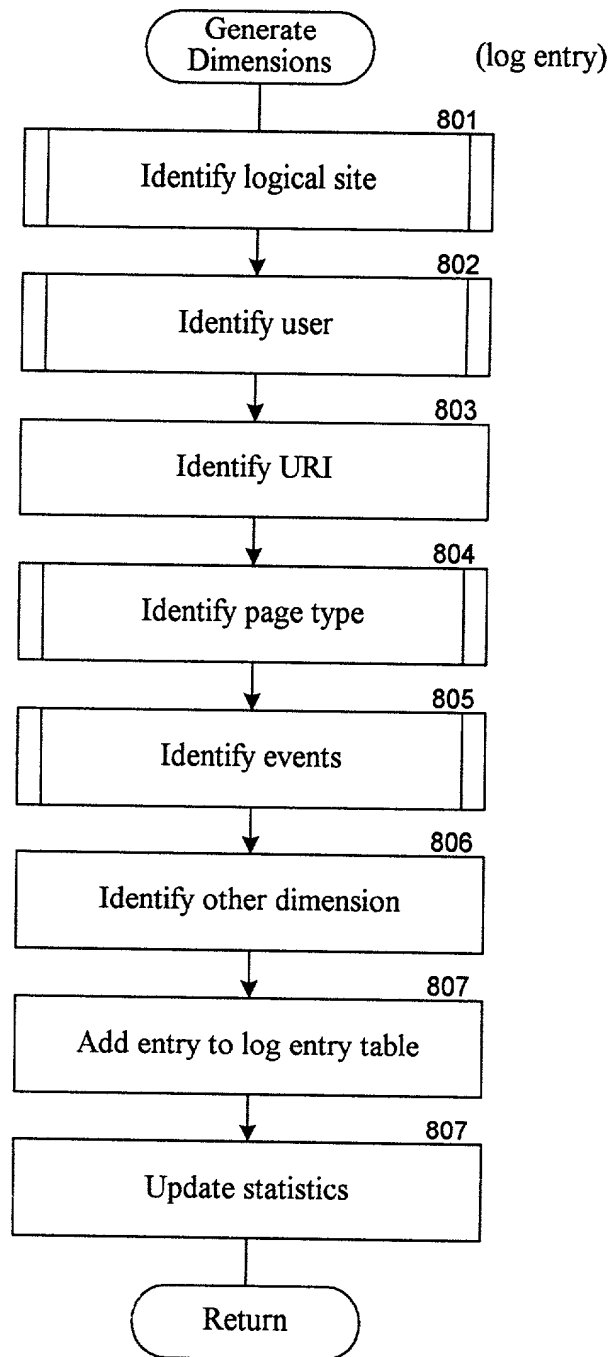 Generate
Dimensions
(log entry)
801
Identify logical site
802
Identify user
803
Identify URI
804
Identify page type
805
Identify events
806
Identify other dimension
807
Add entry to log entry table
807
Update statistics
Return